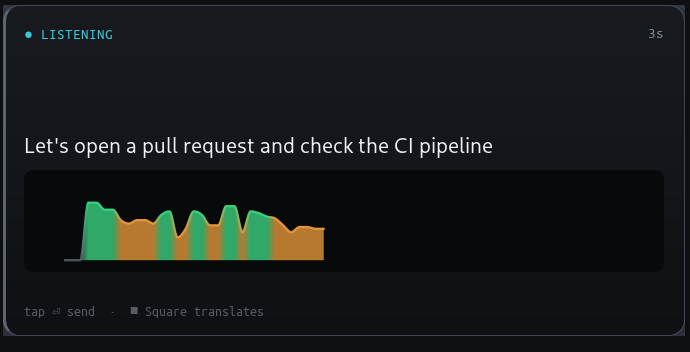 ● LISTENING
3s
Let's open a pull request and check the CI pipeline
tap ⏎ send · ■ Square translates